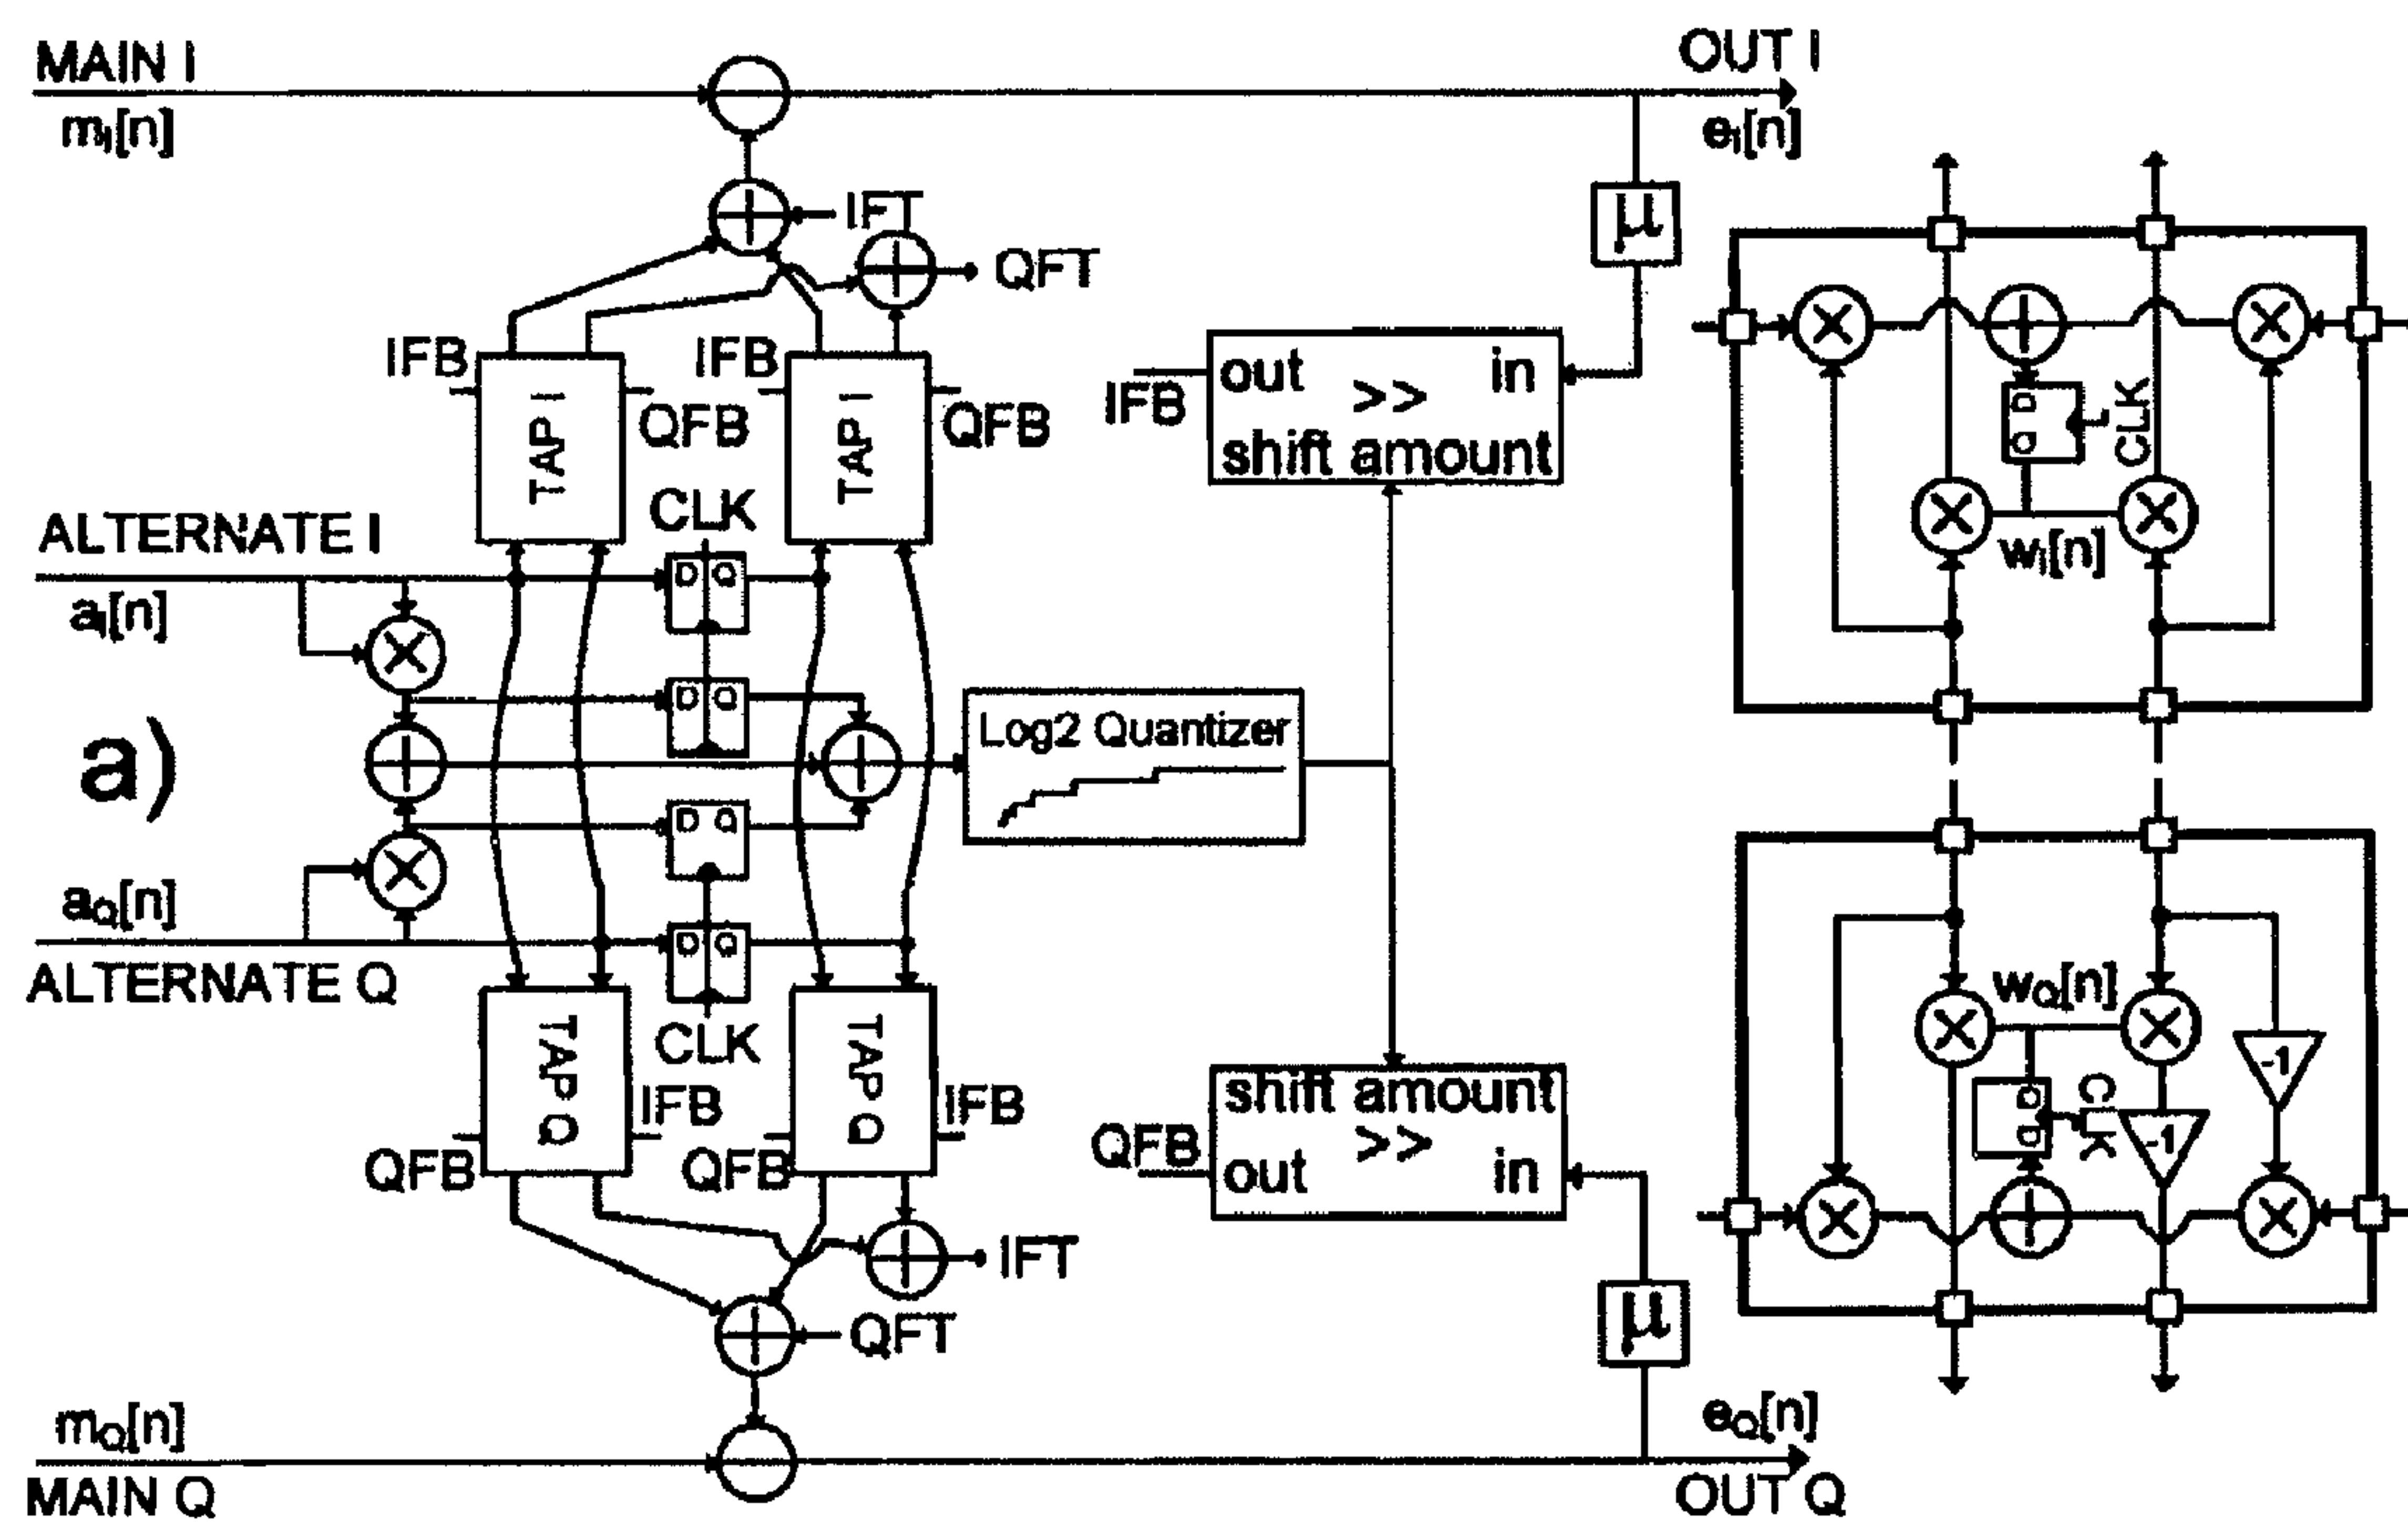 MAIN I
OUT I
mI[n]
eI[n]
IFT
μ
QFT
IFB
IFB
out >> in
IFB
QFB
QFB
shift amount
TAP I
TAP I
D
Q
CLK
CLK
wI[n]
ALTERNATE I
D Q
aI[n]
D Q
Log2 Quantizer
a)
D Q
aQ[n]
D Q
ALTERNATE Q
wQ[n]
CLK
TAP Q
TAP Q
IFB
IFB
QFB
QFB
shift amount
>>
QFB
out in
Q
D
CLK
-1
-1
IFT
QFT
μ
mQ[n]
eQ[n]
MAIN Q
OUT Q